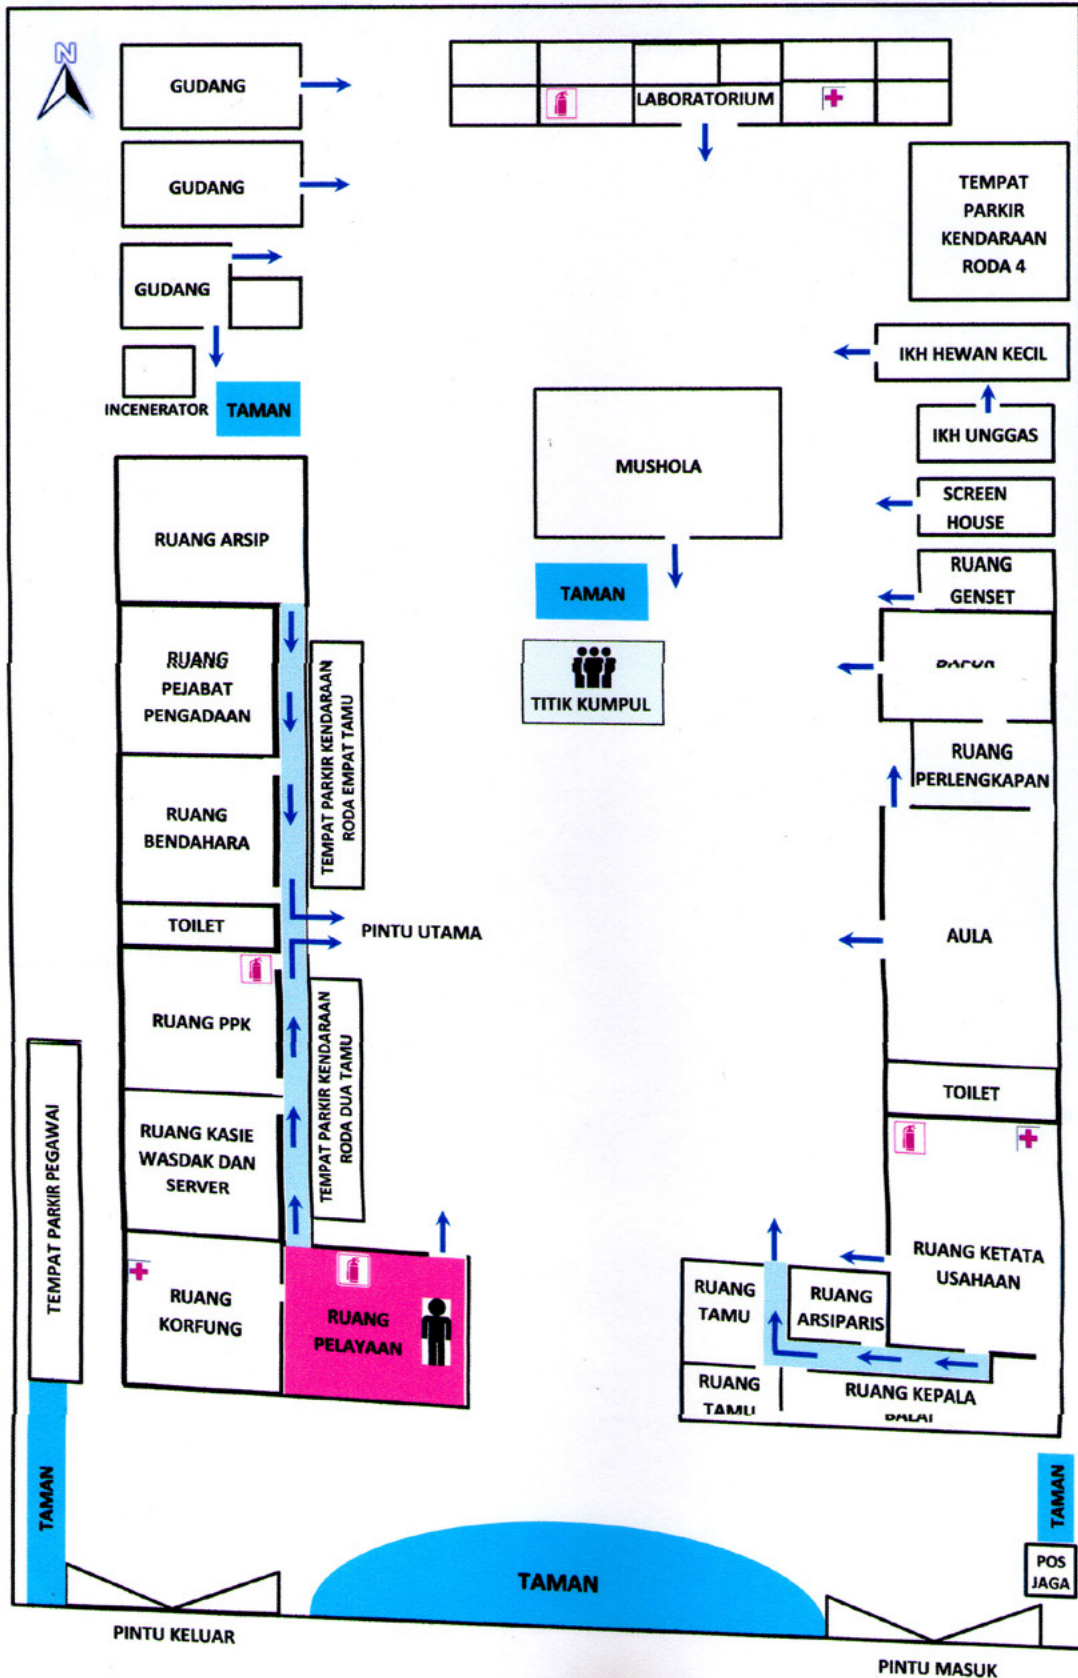 N
GUDANG
LABORATORIUM
GUDANG
TEMPAT
PARKIR
KENDARAAN
RODA 4
GUDANG
IKH HEWAN KECIL
INCENERATOR
TAMAN
IKH UNGGAS
MUSHOLA
SCREEN
HOUSE
RUANG ARSIP
RUANG
GENSET
TAMAN
RUANG
PEJABAT
PENGADAAN
TEMPAT PARKIR KENDARAAN
RODA EMPAT TAMU
TITIK KUMPUL
DAPUR
RUANG
PERLENGKAPAN
RUANG
BENDAHARA
TOILET
PINTU UTAMA
AULA
RUANG PPK
TEMPAT PARKIR KENDARAAN
RODA DUA TAMU
TOILET
TEMPAT PARKIR PEGAWAI
RUANG KASIE
WASDAK DAN
SERVER
RUANG KETATA
USAHAAN
RUANG
KORFUNG
RUANG
PELAYAAN
RUANG
TAMU
RUANG
ARSIPARIS
RUANG
TAMU
RUANG KEPALA
BALAI
TAMAN
TAMAN
TAMAN
POS
JAGA
PINTU KELUAR
PINTU MASUK